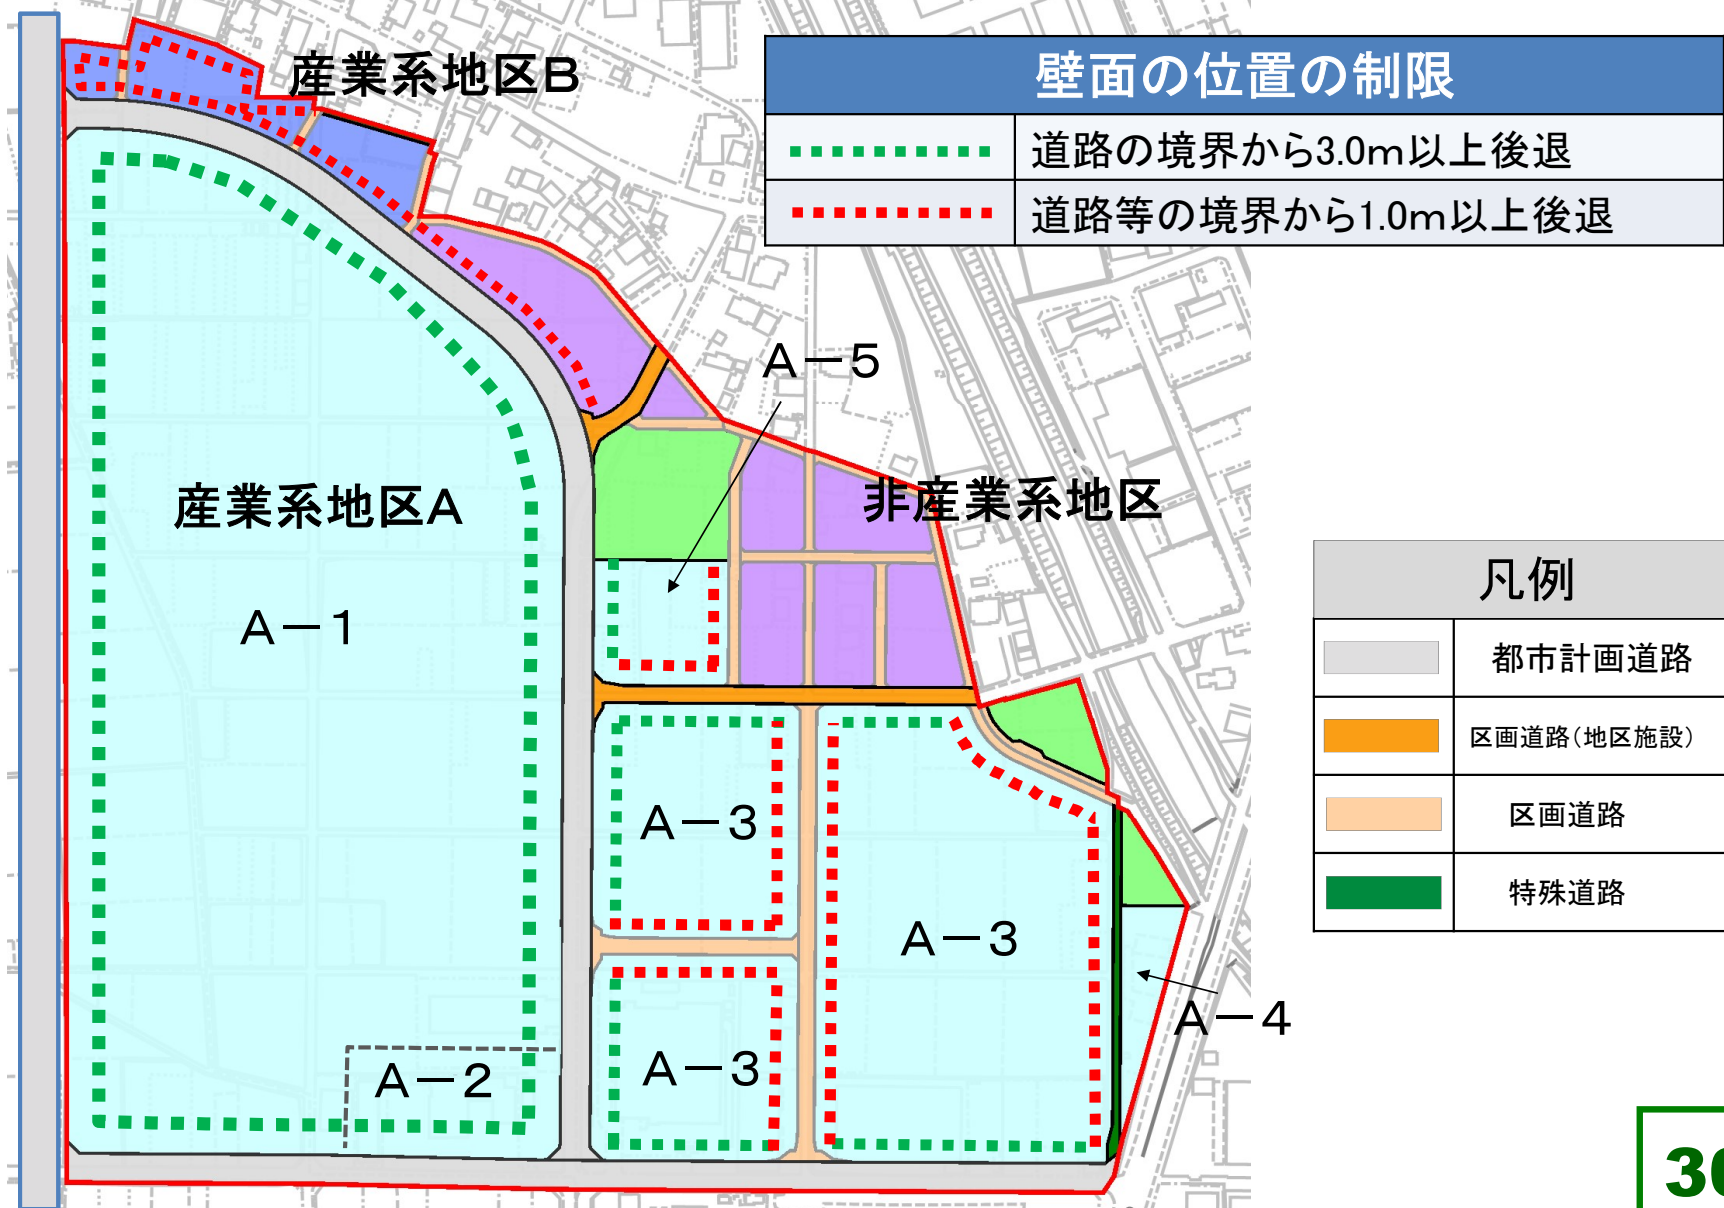 産業系地区B
壁面の位置の制限
道路の境界から3.0m以上後退
道路等の境界から1.0m以上後退
A-5
産業系地区A
非産業系地区
A-1
凡例
都市計画道路
区画道路(地区施設)
区画道路
特殊道路
A-3
A-3
A-4
A-2
A-3